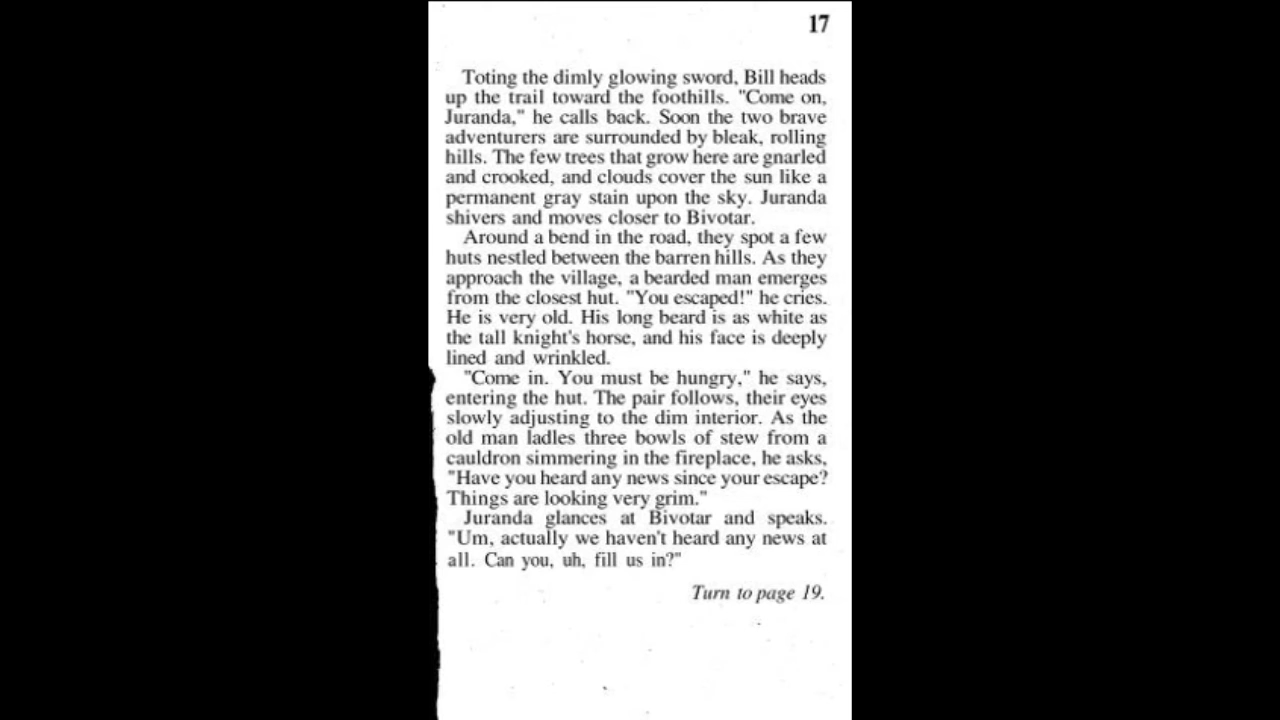 17
Toting the dimly glowing sword, Bill heads
up the trail toward the foothills. "Come on,
Juranda," he calls back. Soon the two brave
adventurers are surrounded by bleak, rolling
hills. The few trees that grow here are gnarled
and crooked, and clouds cover the sun like a
permanent gray stain upon the sky. Juranda
shivers and moves closer to Bivotar.
Around a bend in the road, they spot a few
huts nestled between the barren hills. As they
approach the village, a bearded man emerges
from the closest hut. "You escaped!" he cries.
He is very old. His long beard is as white as
the tall knight's horse, and his face is deeply
lined and wrinkled.
"Come in. You must be hungry," he says,
entering the hut. The pair follows, their eyes
slowly adjusting to the dim interior. As the
old man ladles three bowls of stew from a
cauldron simmering in the fireplace, he asks,
"Have you heard any news since your escape?
Things are looking very grim."
Juranda glances at Bivotar and speaks.
"Um, actually we haven't heard any news at
all. Can you, uh, fill us in?"
Turn to page 19.